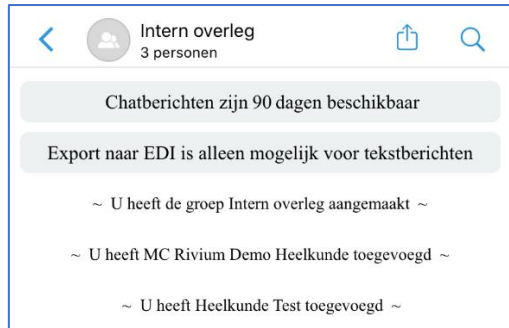 Intern overleg
3 personen
Chatberichten zijn 90 dagen beschikbaar
Export naar EDI is alleen mogelijk voor tekstberichten
~ U heeft de groep Intern overleg aangemaakt ~
~ U heeft MC Rivium Demo Heelkunde toegevoegd ~
~ U heeft Heelkunde Test toegevoegd ~